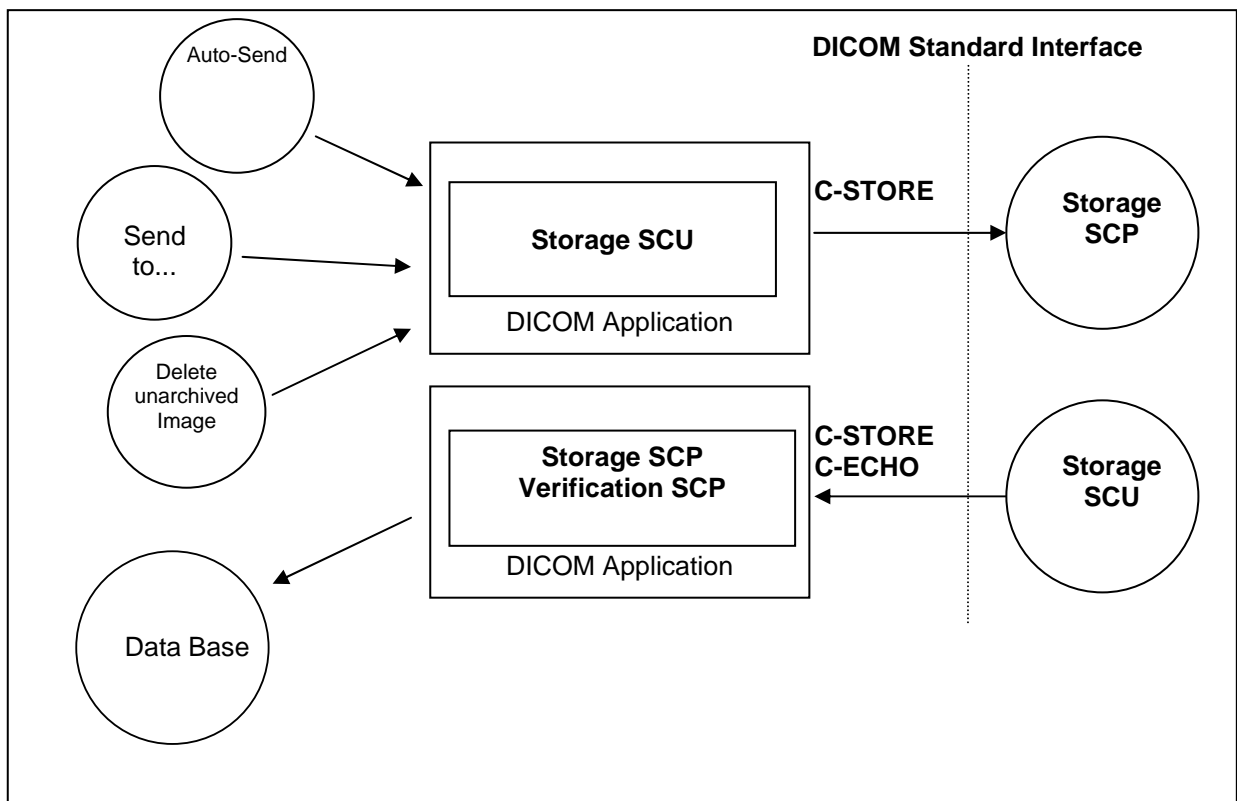 Auto-Send
DICOM Standard Interface
Send
to...
Storage SCU
DICOM Application
C-STORE
Storage
SCP
Delete
unarchived
Image
Storage SCP
Verification SCP
DICOM Application
C-STORE
C-ECHO
Storage
SCU
Data Base